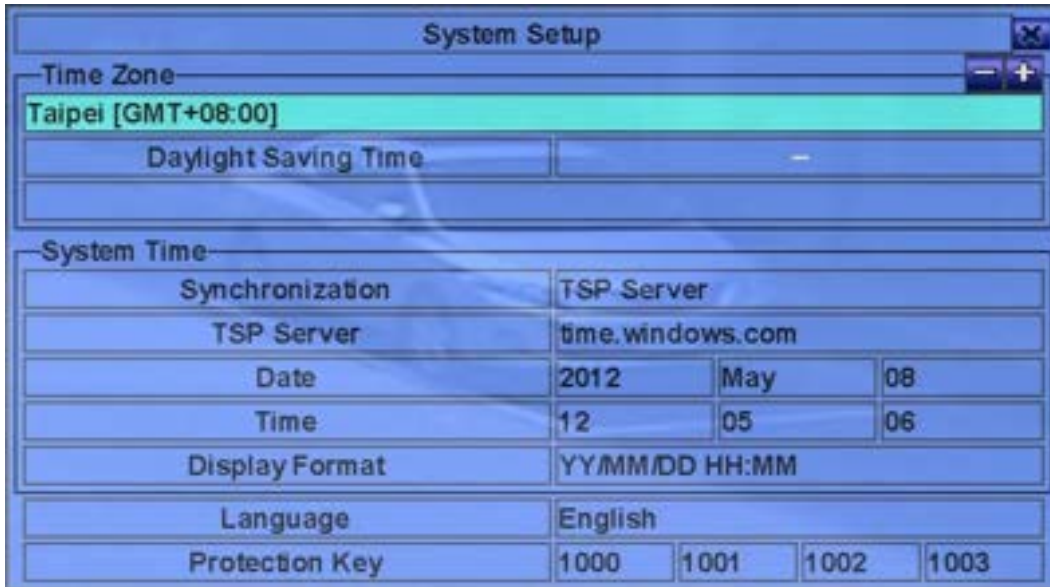 System Setup
Time Zone
Taipei [GMT+08:00]
Daylight Saving Time –
System Time
Synchronization TSP Server
TSP Server time.windows.com
Date 2012 May 08
Time 12 05 06
Display Format YY/MM/DD HH:MM
Language English
Protection Key 1000 1001 1002 1003